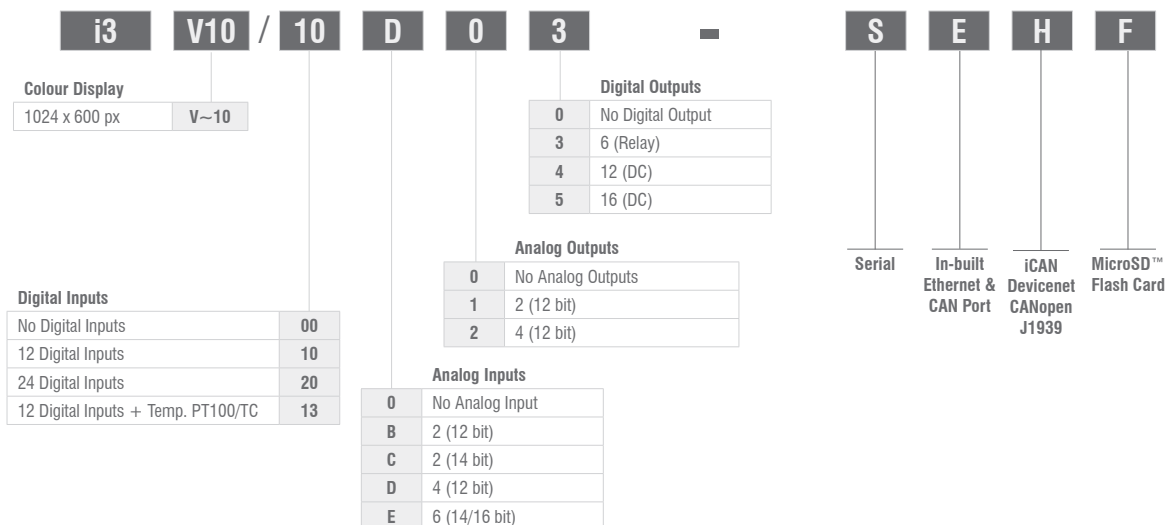 i3 V10 / 10 D 0 3 - S E H F
Colour Display
1024 x 600 px V~10
Digital Outputs
0 No Digital Output
3 6 (Relay)
4 12 (DC)
5 16 (DC)
Analog Outputs
0 No Analog Outputs
1 2 (12 bit)
2 4 (12 bit)
Serial
In-built
Ethernet &
CAN Port
iCAN
Devicenet
CANopen
J1939
MicroSD™
Flash Card
Digital Inputs
No Digital Inputs 00
12 Digital Inputs 10
24 Digital Inputs 20
12 Digital Inputs + Temp. PT100/TC 13
Analog Inputs
0 No Analog Input
B 2 (12 bit)
C 2 (14 bit)
D 4 (12 bit)
E 6 (14/16 bit)